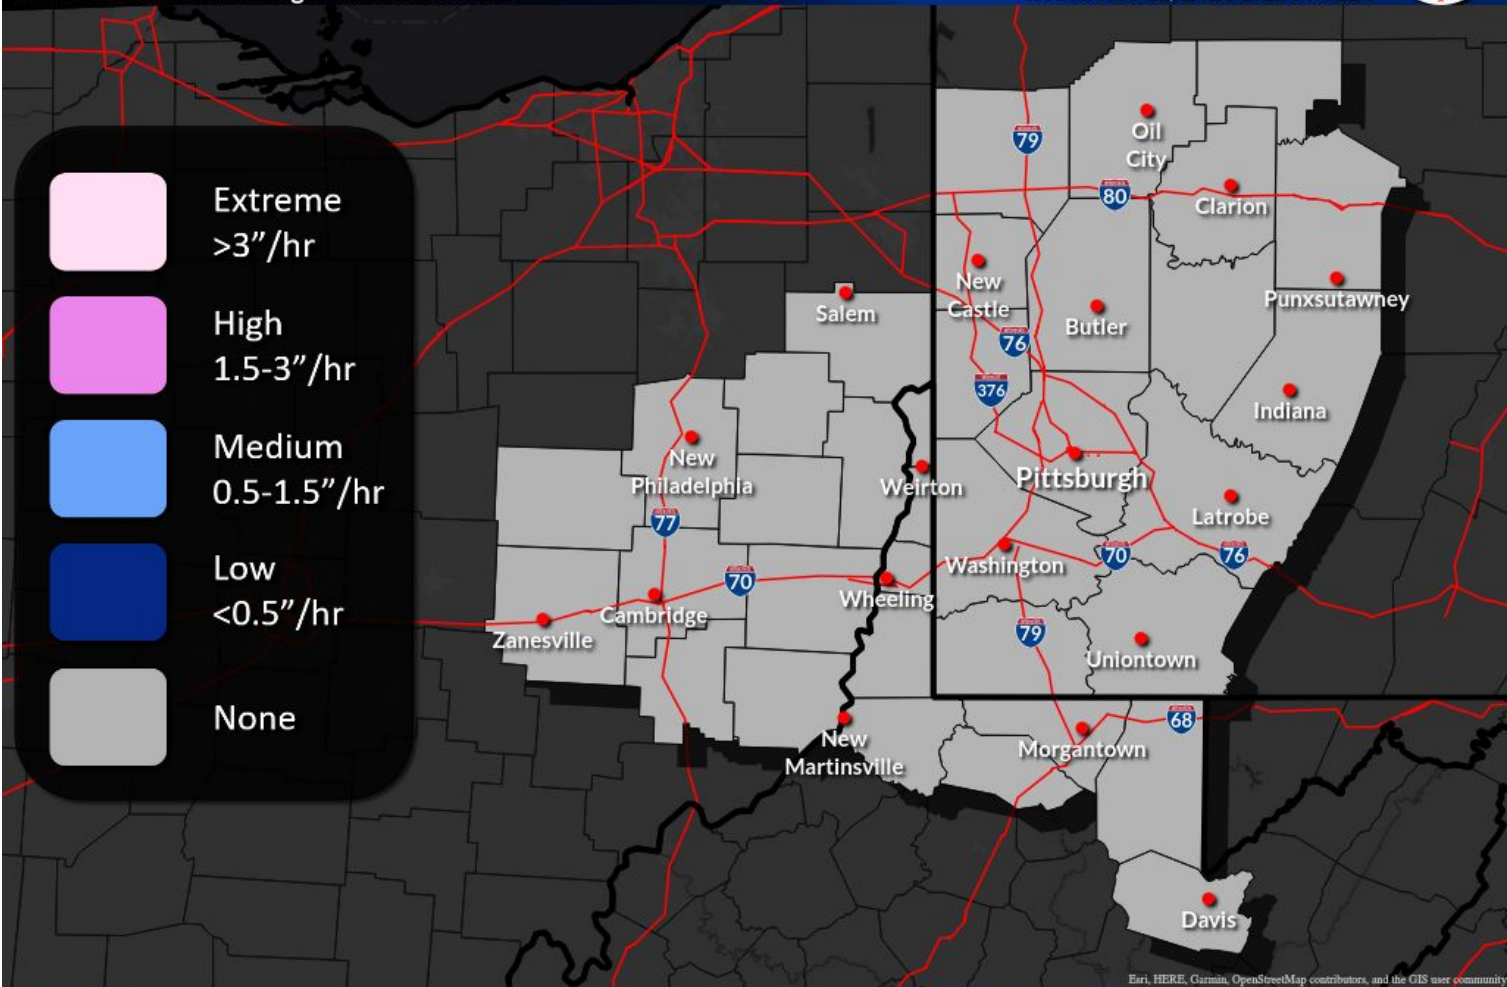 Extreme
>3”/hr
High
1.5-3”/hr
Medium
0.5-1.5”/hr
Low
<0.5”/hr
None
79
Oil
City
80
Clarion
New
Castle
Punxsutawney
Salem
Butler
76
376
Indiana
New
Philadelphia
Weirton
Pittsburgh
Latrobe
77
Washington
70
76
70
Wheeling
Cambridge
Zanesville
79
Uniontown
68
New
Martinsville
Morgantown
Davis
Esri, HERE, Garmin, OpenStreetMap contributors, and the GIS user community